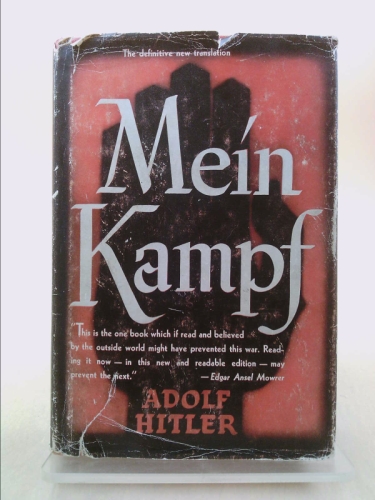 The definitive new translation
Mein
Kampf
"This is the one book which if read and believed
by the outside world might have prevented this war. Read-
ing it now — in this new and readable edition — may
prevent the next."   — Edgar Ansel Mowrer
ADOLF
HITLER